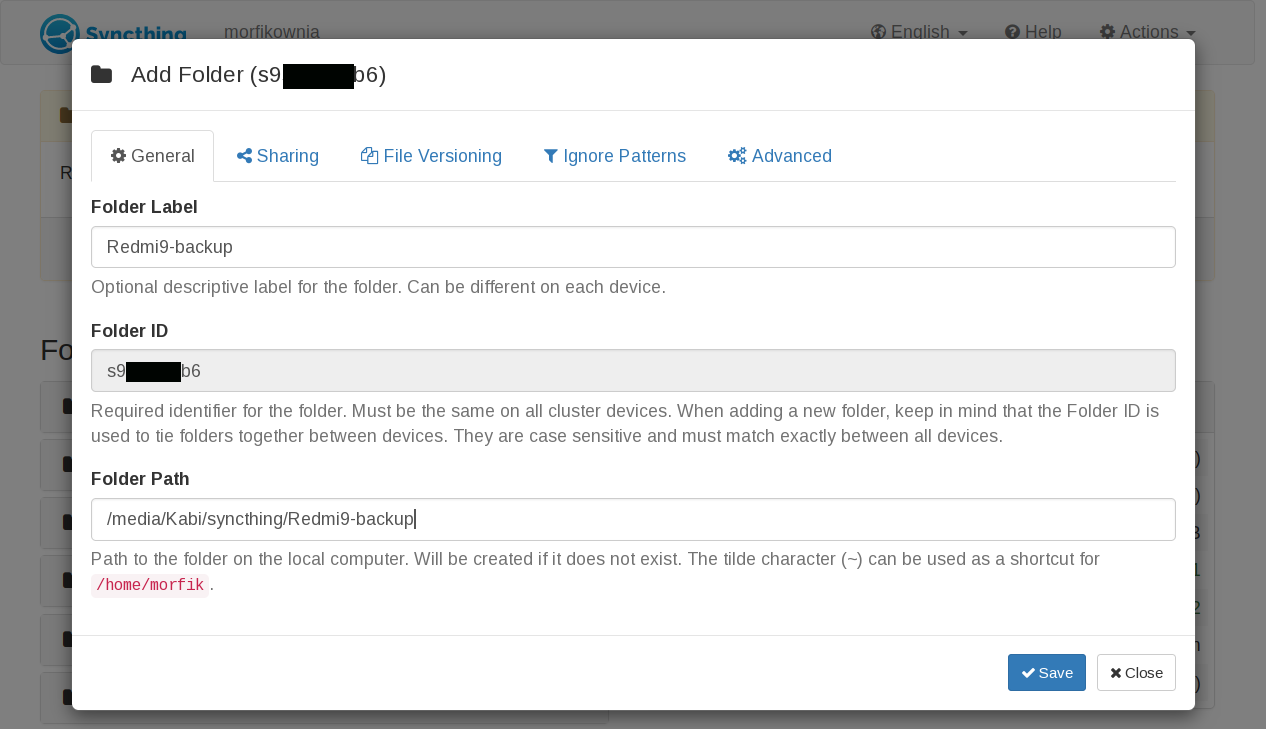 Syncthing morfikownia English Help Actions
Add Folder (s9 b6)
General Sharing File Versioning Ignore Patterns Advanced
Folder Label
Redmi9-backup
Optional descriptive label for the folder. Can be different on each device.
Folder ID
s9 b6
Required identifier for the folder. Must be the same on all cluster devices. When adding a new folder, keep in mind that the Folder ID is
used to tie folders together between devices. They are case sensitive and must match exactly between all devices.
Folder Path
/media/Kabi/syncthing/Redmi9-backup
Path to the folder on the local computer. Will be created if it does not exist. The tilde character (~) can be used as a shortcut for
/home/morfik.
Save Close